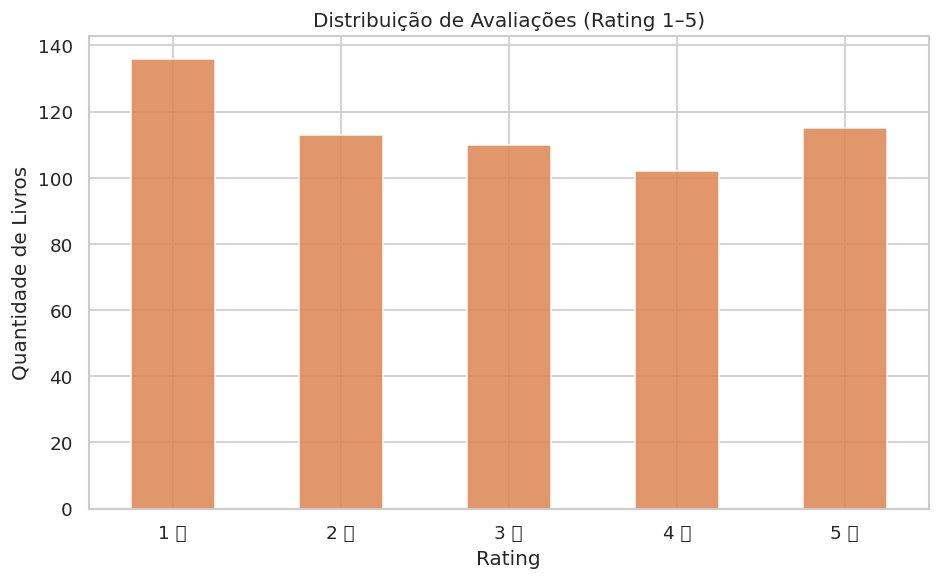 Distribuição de Avaliações (Rating 1–5)
Quantidade de Livros
140
120
100
80
60
40
20
0
1 ▯ 2 ▯ 3 ▯ 4 ▯ 5 ▯
Rating